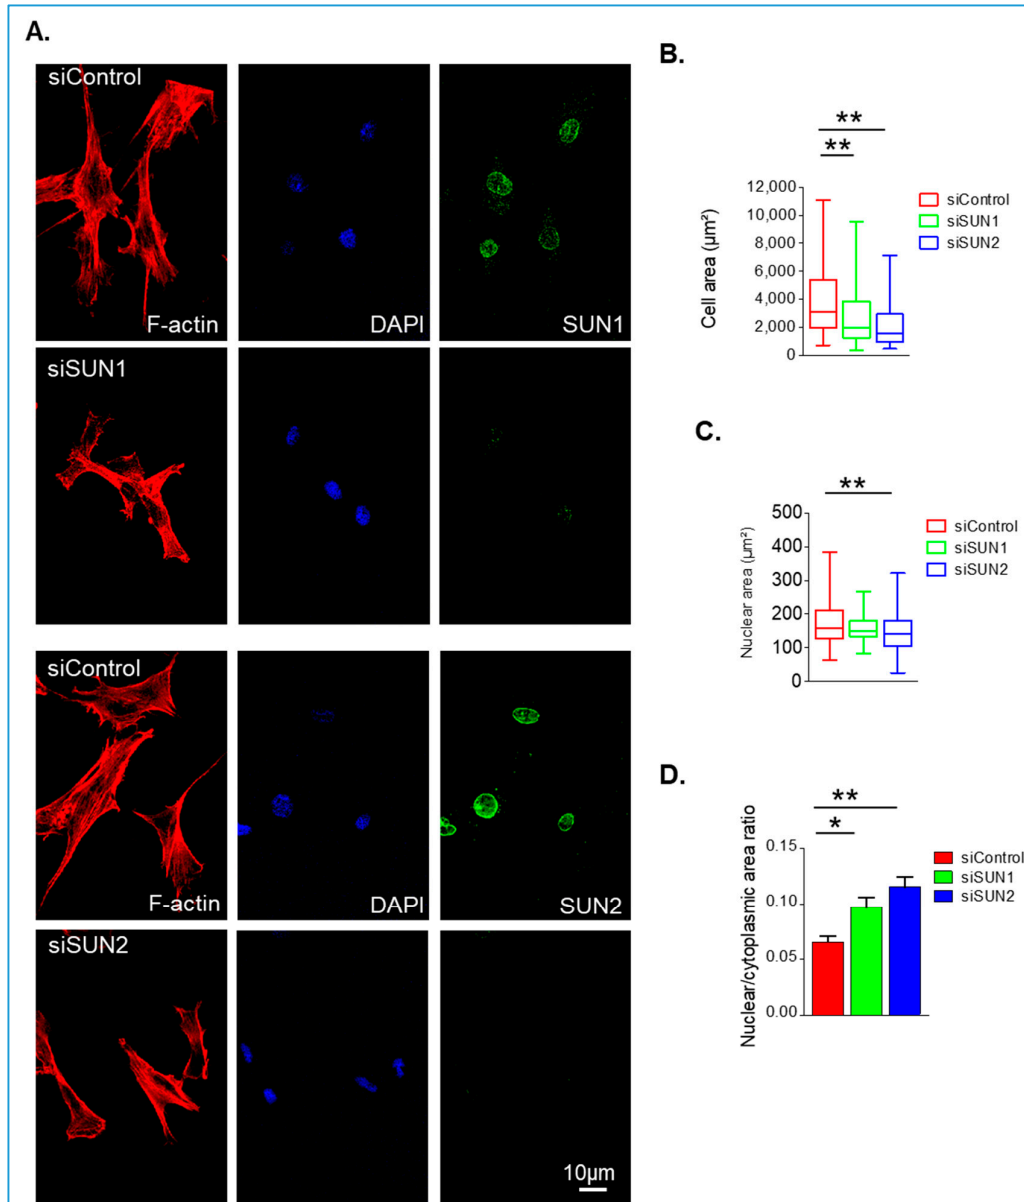 A.
siControl
F-actin
DAPI
SUN1
siSUN1
siControl
F-actin
DAPI
SUN2
siSUN2
10µm
B.
**
**
Cell area (µm²)
12,000
10,000
8,000
6,000
4,000
2,000
0
siControl
siSUN1
siSUN2
C.
**
Nuclear area (µm²)
500
400
300
200
100
0
siControl
siSUN1
siSUN2
D.
**
*
Nuclear/cytoplasmic area ratio
0.15
0.10
0.05
0.00
siControl
siSUN1
siSUN2